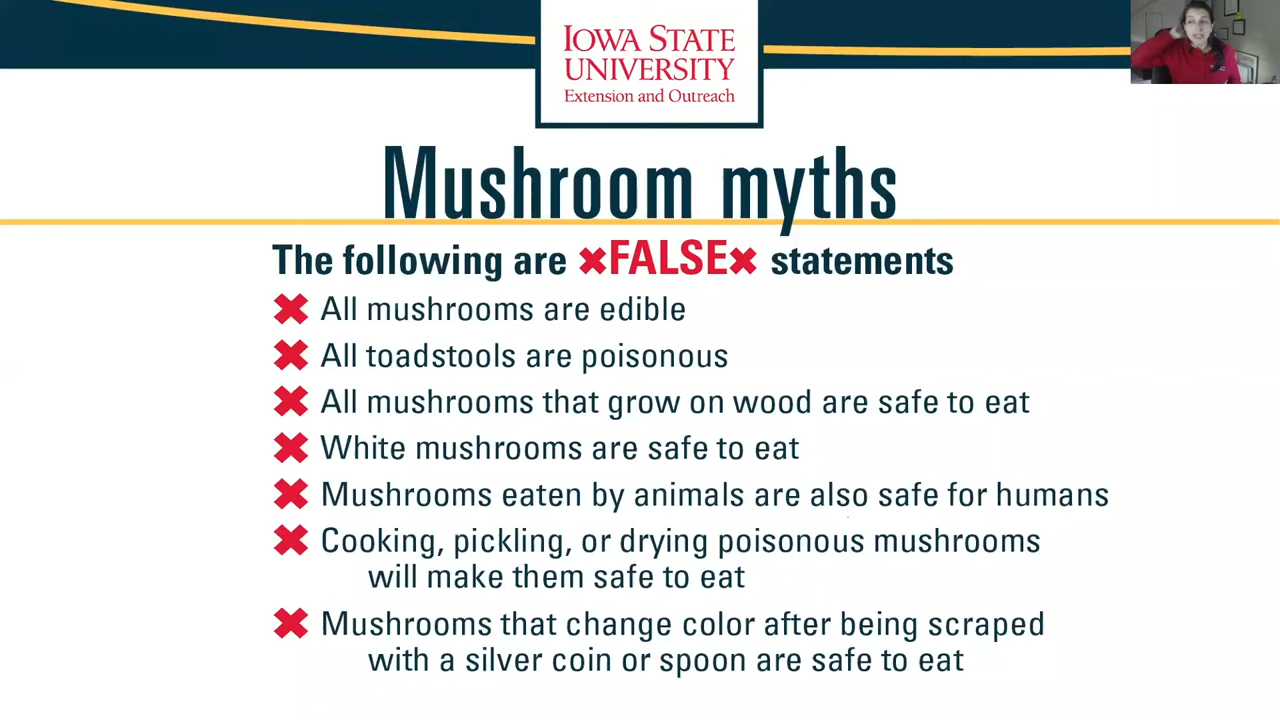 IOWA STATE
UNIVERSITY
Extension and Outreach
Mushroom myths
The following are ✖FALSE✖ statements
✖ All mushrooms are edible
✖ All toadstools are poisonous
✖ All mushrooms that grow on wood are safe to eat
✖ White mushrooms are safe to eat
✖ Mushrooms eaten by animals are also safe for humans
✖ Cooking, pickling, or drying poisonous mushrooms
will make them safe to eat
✖ Mushrooms that change color after being scraped
with a silver coin or spoon are safe to eat